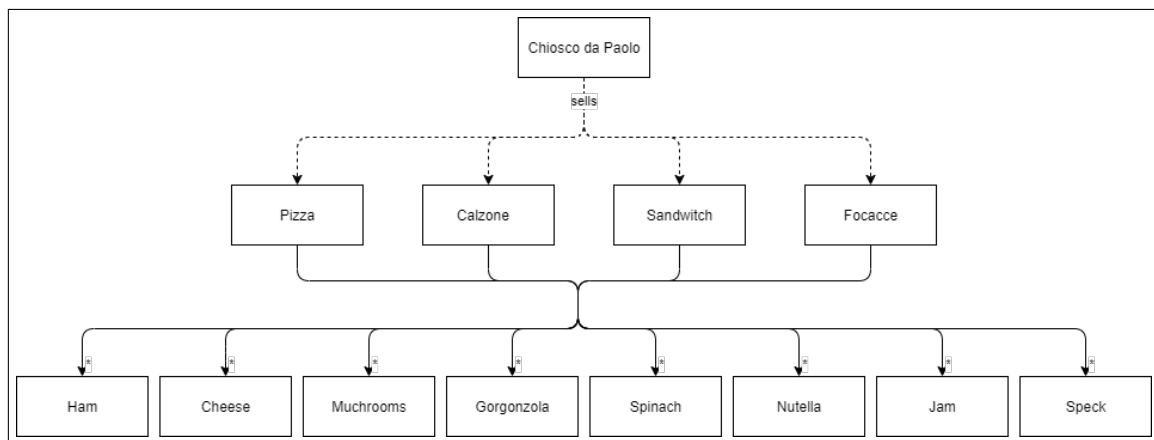 Chiosco da Paolo
sells
Pizza
Calzone
Sandwitch
Focacce
*
*
*
*
*
*
*
*
Ham
Cheese
Muchrooms
Gorgonzola
Spinach
Nutella
Jam
Speck